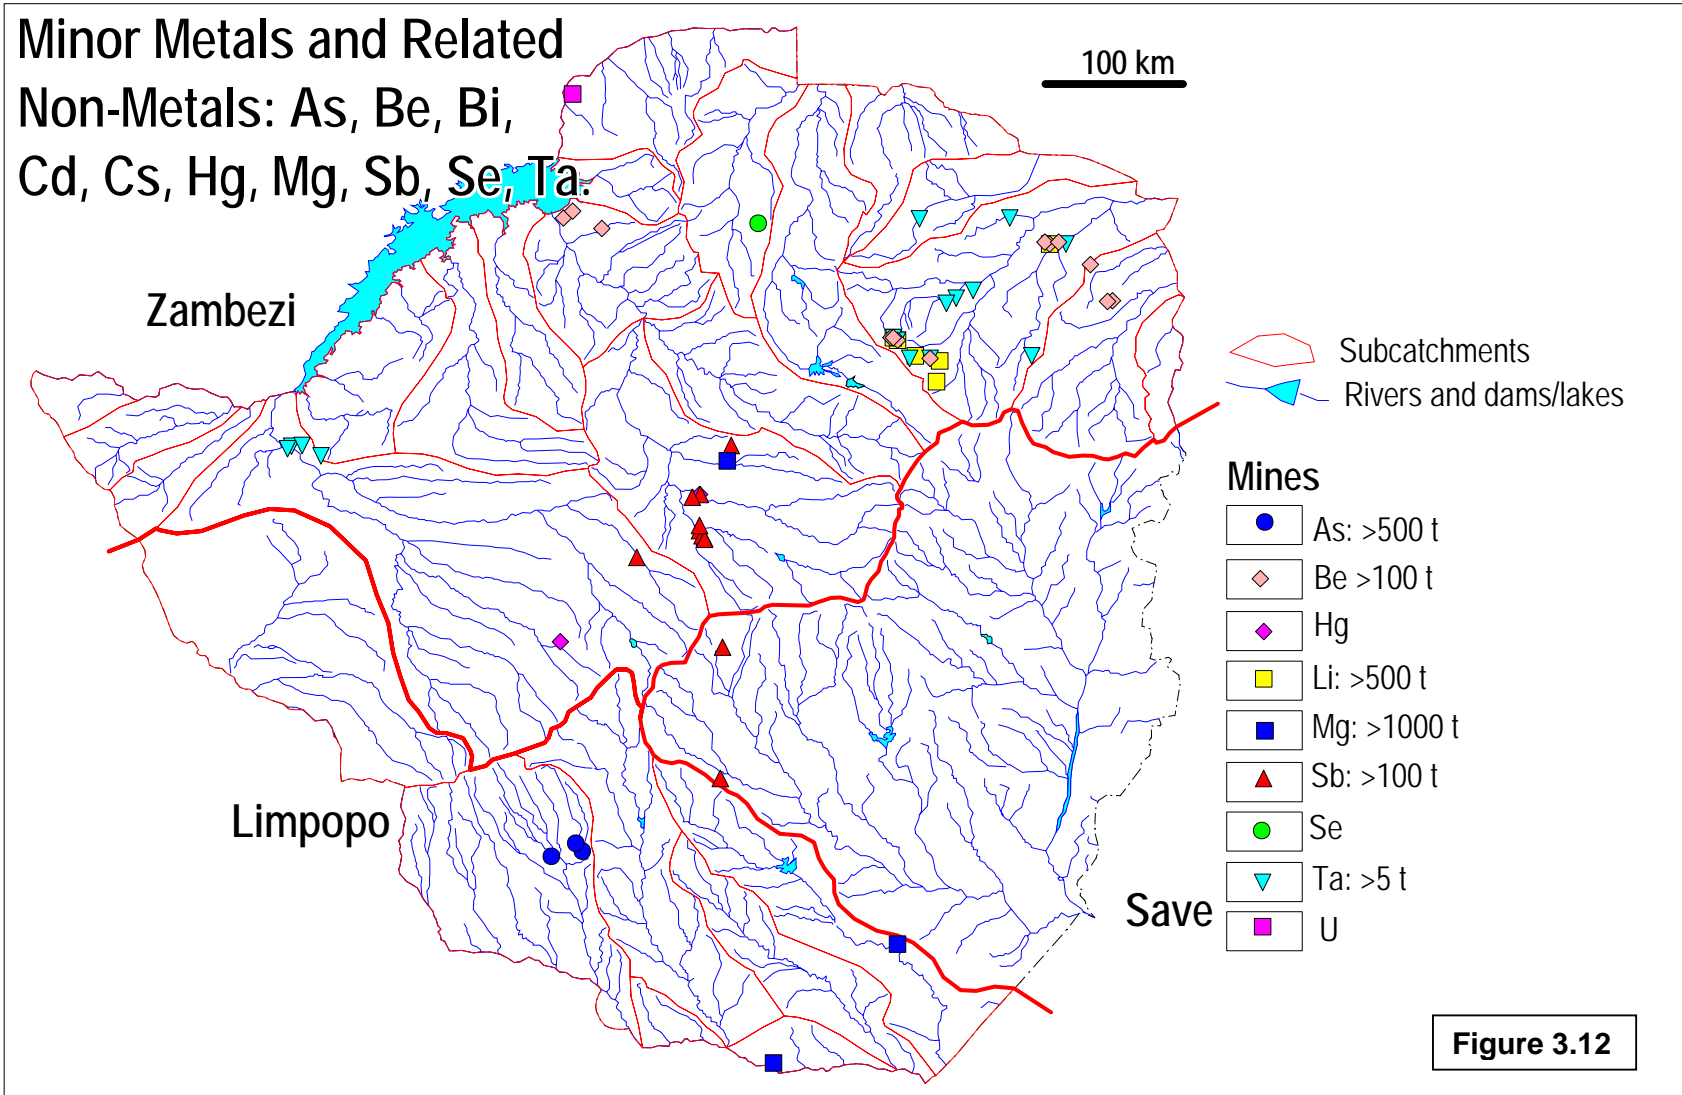 Minor Metals and Related
Non-Metals: As, Be, Bi,
Cd, Cs, Hg, Mg, Sb, Se, Ta.
100 km
Zambezi
Limpopo
Save
Subcatchments
Rivers and dams/lakes
Mines
As: >500 t
Be >100 t
Hg
Li: >500 t
Mg: >1000 t
Sb: >100 t
Se
Ta: >5 t
U
Figure 3.12